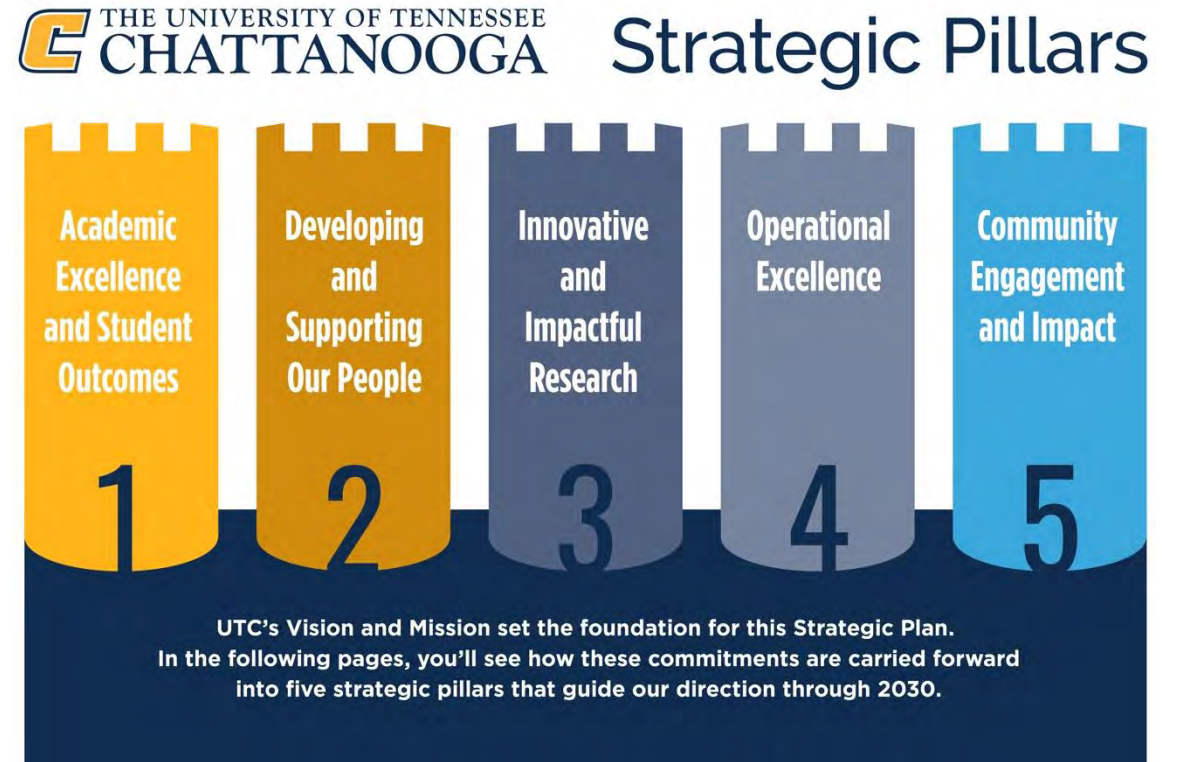 THE UNIVERSITY OF TENNESSEE
CHATTANOOGA
Strategic Pillars
Academic
Excellence
and Student
Outcomes
1
Developing
and
Supporting
Our People
2
Innovative
and
Impactful
Research
3
Operational
Excellence
4
Community
Engagement
and Impact
5
UTC’s Vision and Mission set the foundation for this Strategic Plan.
In the following pages, you’ll see how these commitments are carried forward
into five strategic pillars that guide our direction through 2030.